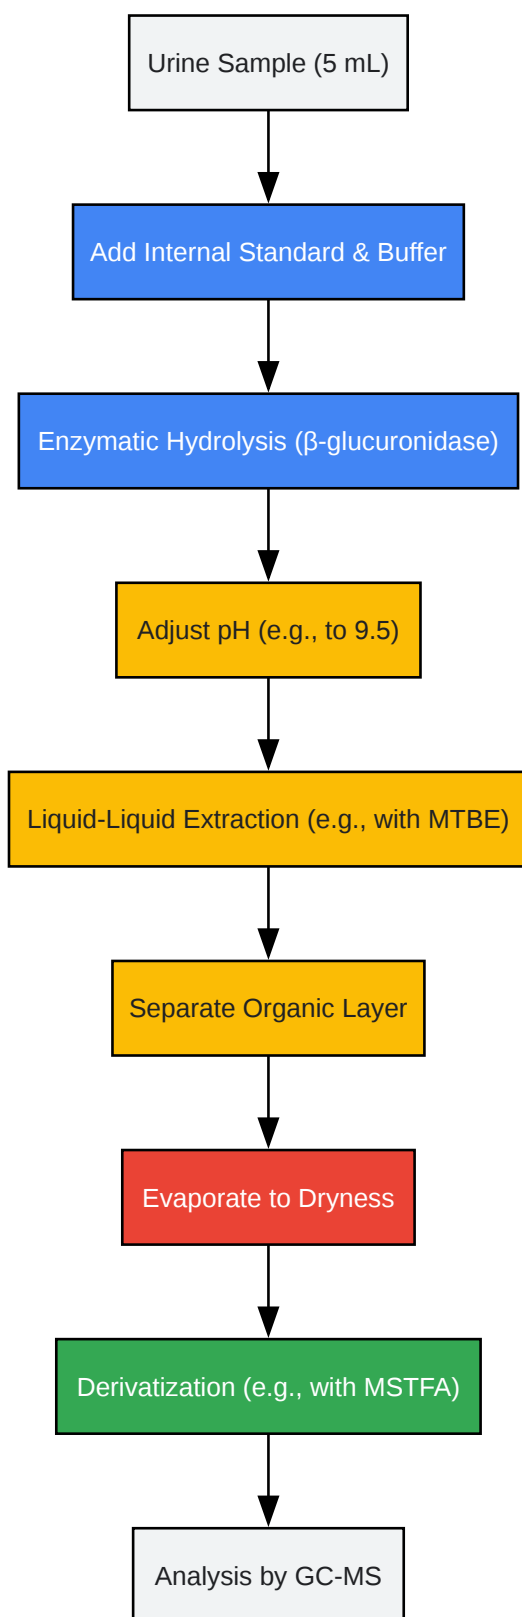 Urine Sample (5 mL)
Add Internal Standard & Buffer
Enzymatic Hydrolysis (β-glucuronidase)
Adjust pH (e.g., to 9.5)
Liquid-Liquid Extraction (e.g., with MTBE)
Separate Organic Layer
Evaporate to Dryness
Derivatization (e.g., with MSTFA)
Analysis by GC-MS